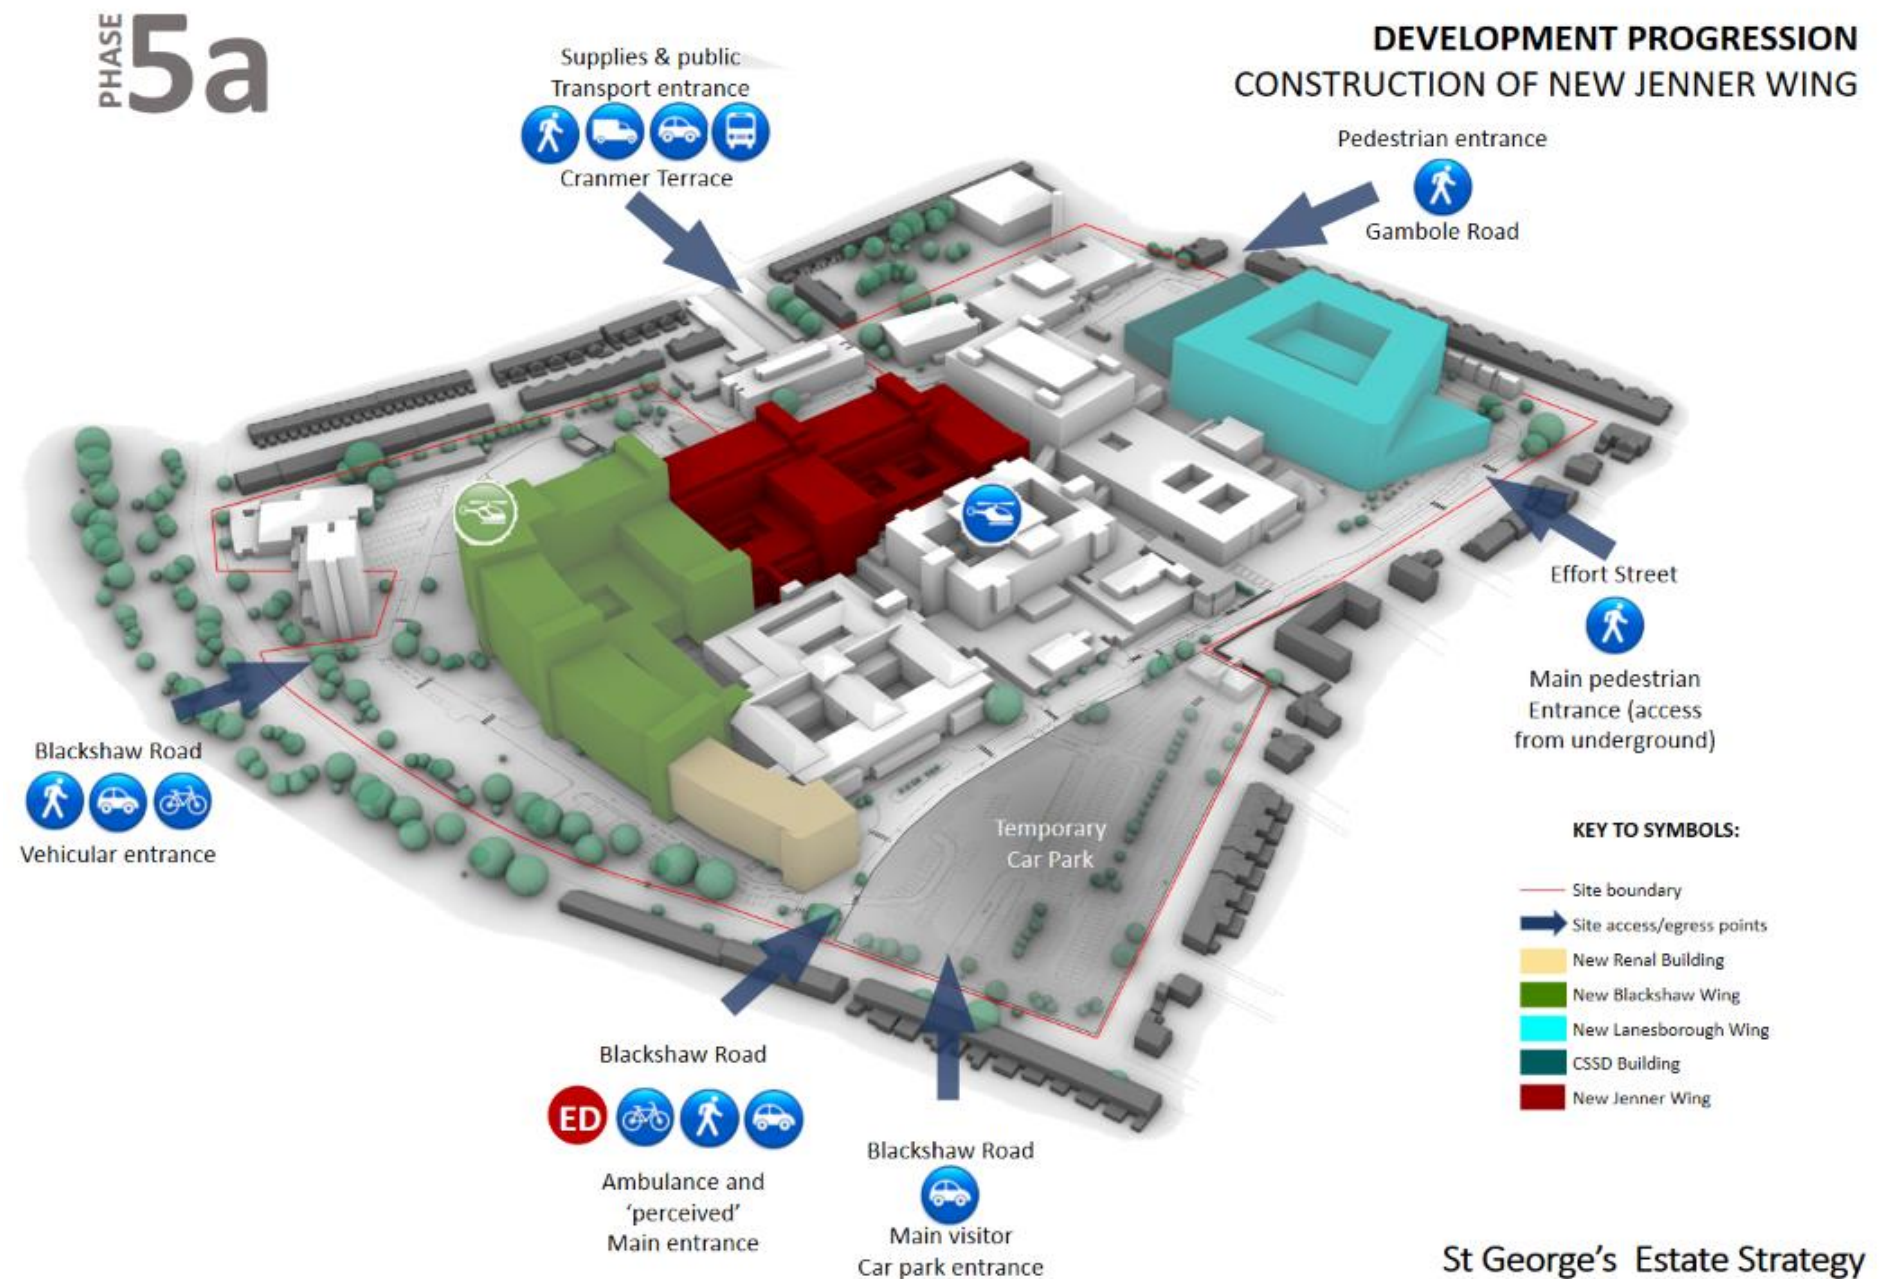 PHASE
5a
DEVELOPMENT PROGRESSION
CONSTRUCTION OF NEW JENNER WING
Supplies & public
Transport entrance
Cranmer Terrace
Pedestrian entrance
Gambole Road
Effort Street
Main pedestrian
Entrance (access
from underground)
Blackshaw Road
Vehicular entrance
Temporary
Car Park
Blackshaw Road
ED
Ambulance and
‘perceived’
Main entrance
Blackshaw Road
Main visitor
Car park entrance
KEY TO SYMBOLS:
Site boundary
Site access/egress points
New Renal Building
New Blackshaw Wing
New Lanesborough Wing
CSSD Building
New Jenner Wing
St George’s Estate Strategy